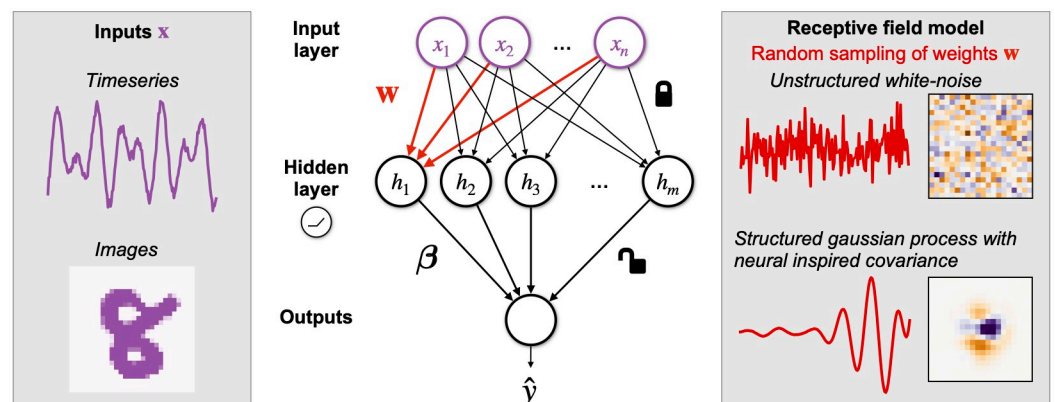 Inputs x
Timeseries
Images
Input
layer
x₁
x₂
...
xₙ
w
Hidden
layer
h₁
h₂
h₃
...
hₘ
β
Outputs
ŷ
Receptive field model
Random sampling of weights w
Unstructured white-noise
Structured gaussian process with
neural inspired covariance